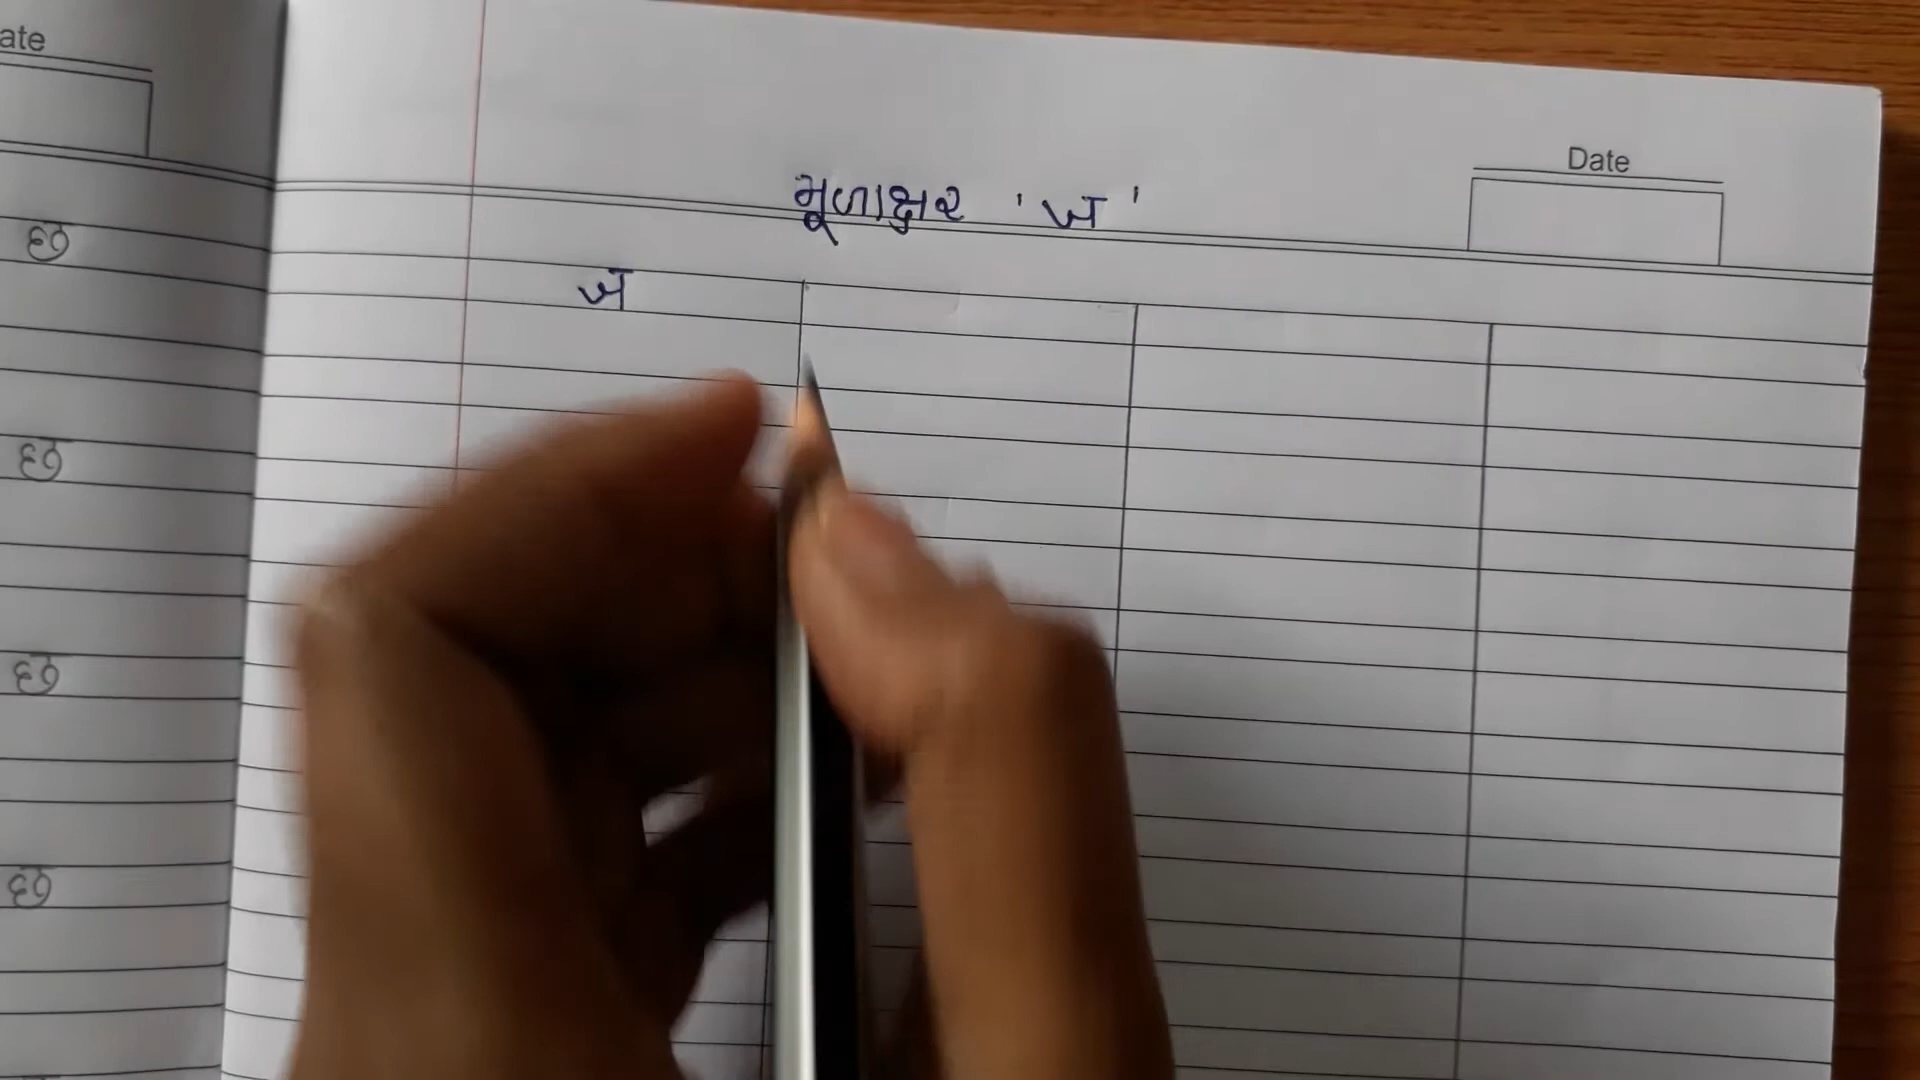 ate
Date
મૂળાક્ષર ' જ '
છ
જ
છ
છ
છ